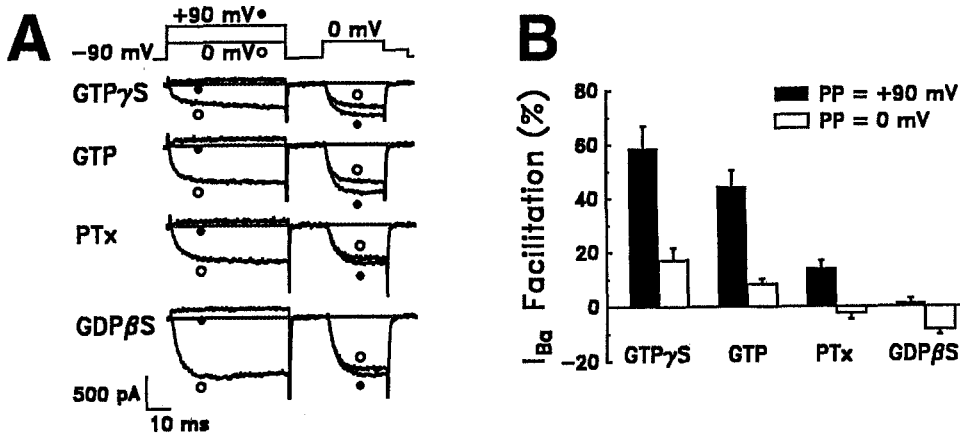 A
+90 mV●
0 mV
−90 mV
0 mV○
GTPγS
GTP
PTx
GDPβS
500 pA
10 ms
B
PP = +90 mV
PP = 0 mV
I_Ba Facilitation (%)
80
60
40
20
0
−20
GTPγS
GTP
PTx
GDPβS